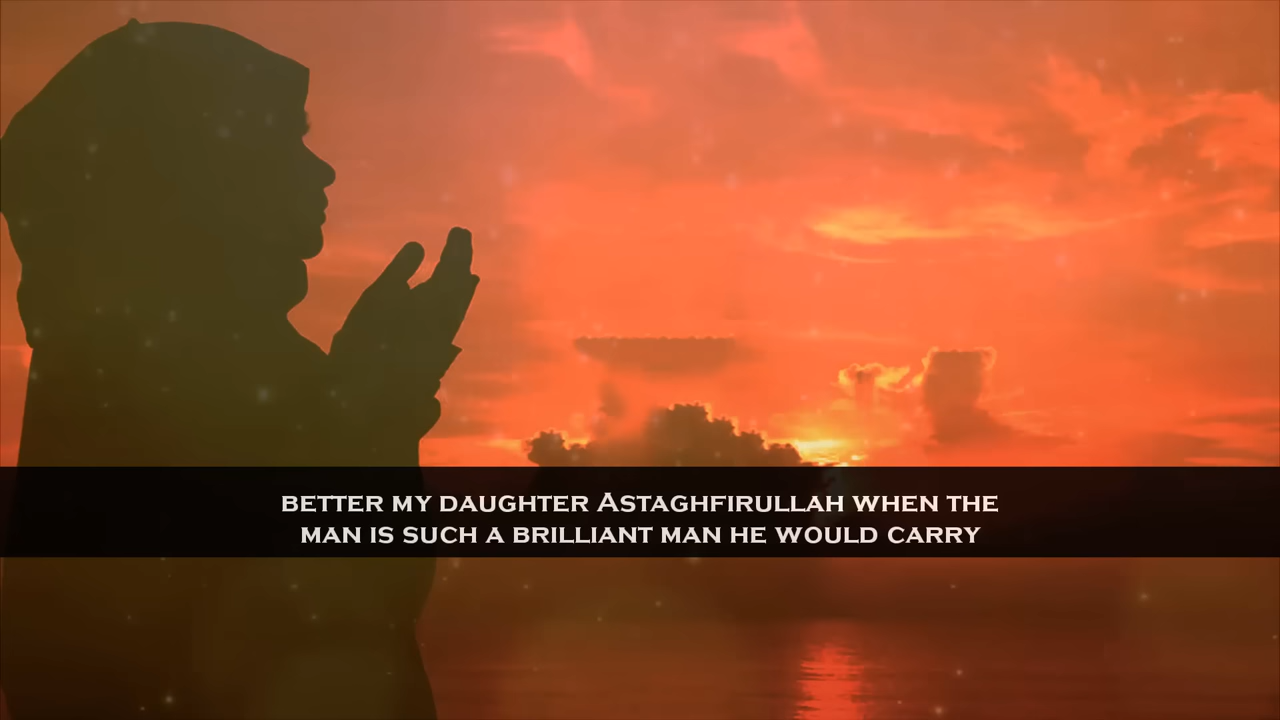 BETTER MY DAUGHTER ASTAGHFIRULLAH WHEN THE
MAN IS SUCH A BRILLIANT MAN HE WOULD CARRY